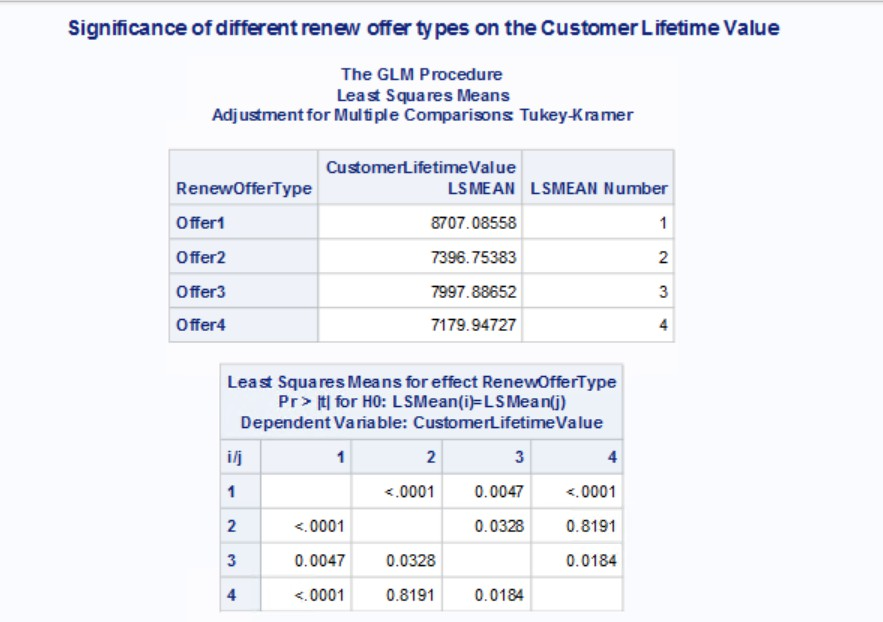 Significance of different renew offer types on the Customer Lifetime Value
The GLM Procedure
Least Squares Means
Adjustment for Multiple Comparisons: Tukey-Kramer
RenewOfferType CustomerLifetimeValue LSMEAN LSMEAN Number
Offer1 8707.08558 1
Offer2 7396.75383 2
Offer3 7997.88652 3
Offer4 7179.94727 4
Least Squares Means for effect RenewOfferType
Pr > |t| for H0: LSMean(i)=LSMean(j)
Dependent Variable: CustomerLifetimeValue
i/j 1 2 3 4
1 <.0001 0.0047 <.0001
2 <.0001 0.0328 0.8191
3 0.0047 0.0328 0.0184
4 <.0001 0.8191 0.0184